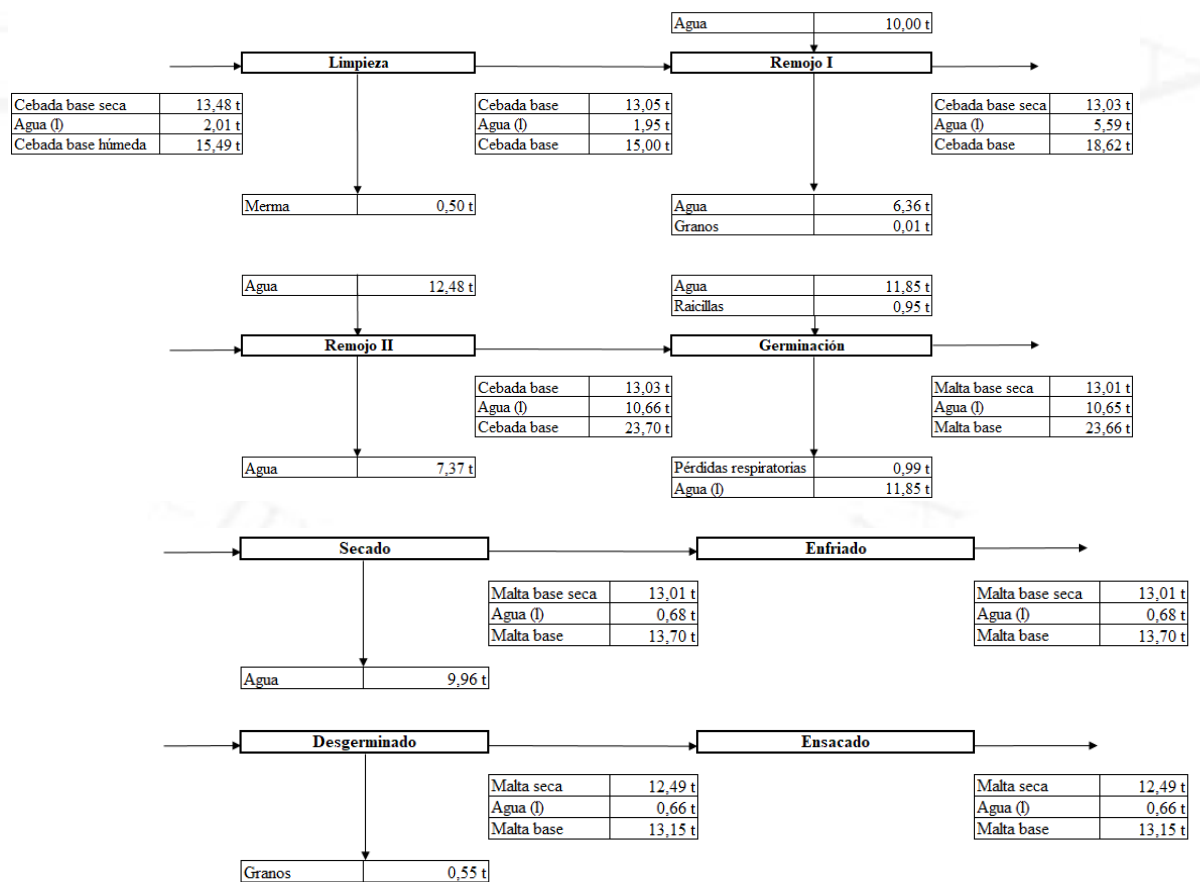 Agua 10,00 t
Limpieza Remojo I
Cebada base seca 13,48 t Cebada base 13,05 t Cebada base seca 13,03 t
Agua (I) 2,01 t Agua (I) 1,95 t Agua (I) 5,59 t
Cebada base húmeda 15,49 t Cebada base 15,00 t Cebada base 18,62 t
Merma 0,50 t Agua 6,36 t
Granos 0,01 t
Agua 12,48 t Agua 11,85 t
Raicillas 0,95 t
Remojo II Germinación
Cebada base 13,03 t Malta base seca 13,01 t
Agua (I) 10,66 t Agua (I) 10,65 t
Cebada base 23,70 t Malta base 23,66 t
Agua 7,37 t Pérdidas respiratorias 0,99 t
Agua (I) 11,85 t
Secado Enfriado
Malta base seca 13,01 t Malta base seca 13,01 t
Agua (I) 0,68 t Agua (I) 0,68 t
Malta base 13,70 t Malta base 13,70 t
Agua 9,96 t
Desgerminado Ensacado
Malta seca 12,49 t Malta seca 12,49 t
Agua (I) 0,66 t Agua (I) 0,66 t
Malta base 13,15 t Malta base 13,15 t
Granos 0,55 t